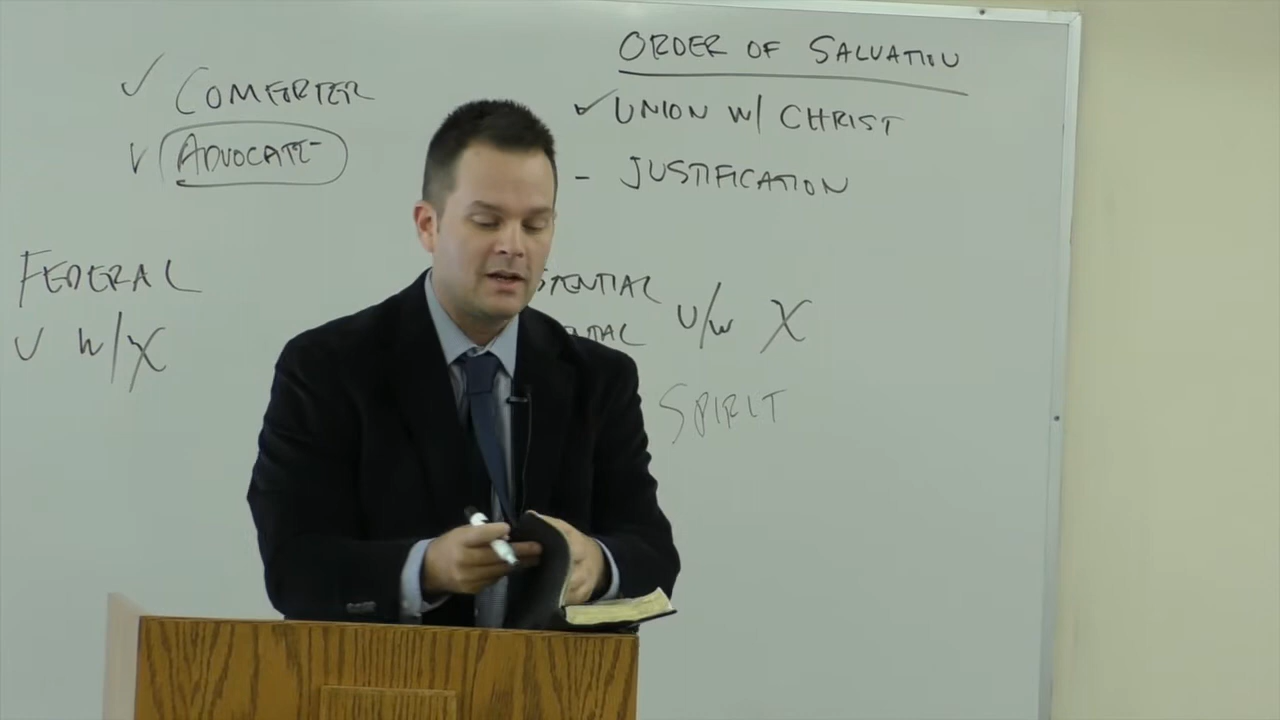 ORDER OF SALVATION
✓ COMFORTER
✓ UNION W/ CHRIST
✓ ADVOCATE
- JUSTIFICATION
FEDERAL
U W/X
U/W X
SPIRIT